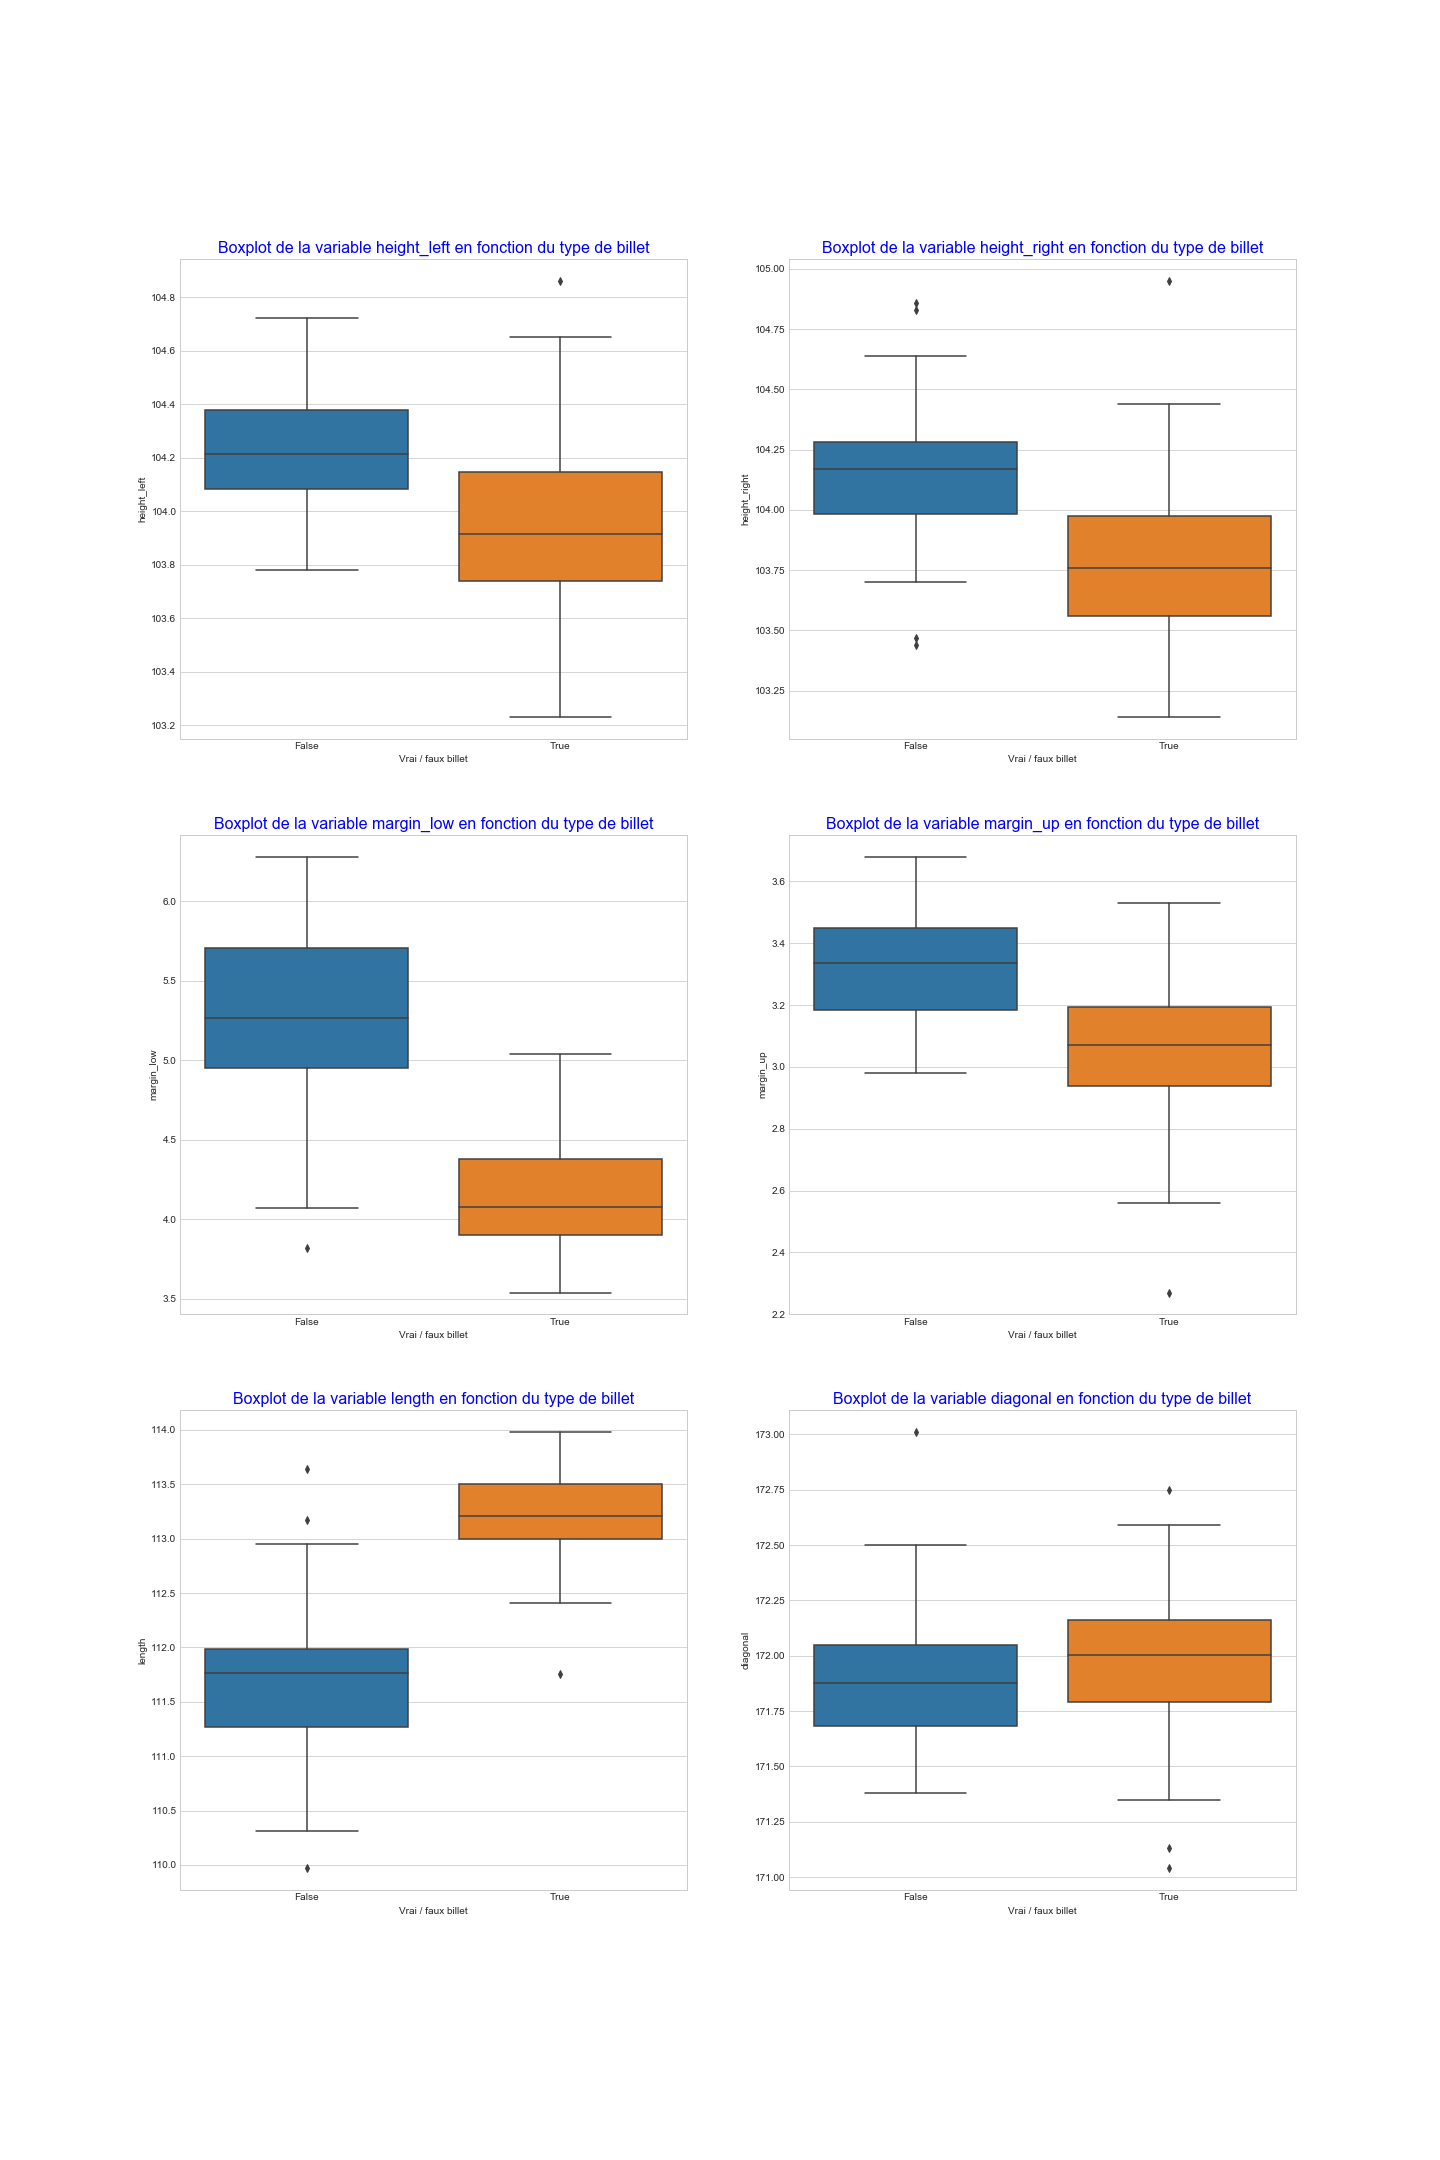 Boxplot de la variable height_left en fonction du type de billet
104.8
104.6
104.4
104.2
104.0
103.8
103.6
103.4
103.2
height_left
False True
Vrai / faux billet
Boxplot de la variable height_right en fonction du type de billet
105.00
104.75
104.50
104.25
104.00
103.75
103.50
103.25
height_right
False True
Vrai / faux billet
Boxplot de la variable margin_low en fonction du type de billet
6.0
5.5
5.0
4.5
4.0
3.5
margin_low
False True
Vrai / faux billet
Boxplot de la variable margin_up en fonction du type de billet
3.6
3.4
3.2
3.0
2.8
2.6
2.4
2.2
margin_up
False True
Vrai / faux billet
Boxplot de la variable length en fonction du type de billet
114.0
113.5
113.0
112.5
112.0
111.5
111.0
110.5
110.0
length
False True
Vrai / faux billet
Boxplot de la variable diagonal en fonction du type de billet
173.00
172.75
172.50
172.25
172.00
171.75
171.50
171.25
171.00
diagonal
False True
Vrai / faux billet